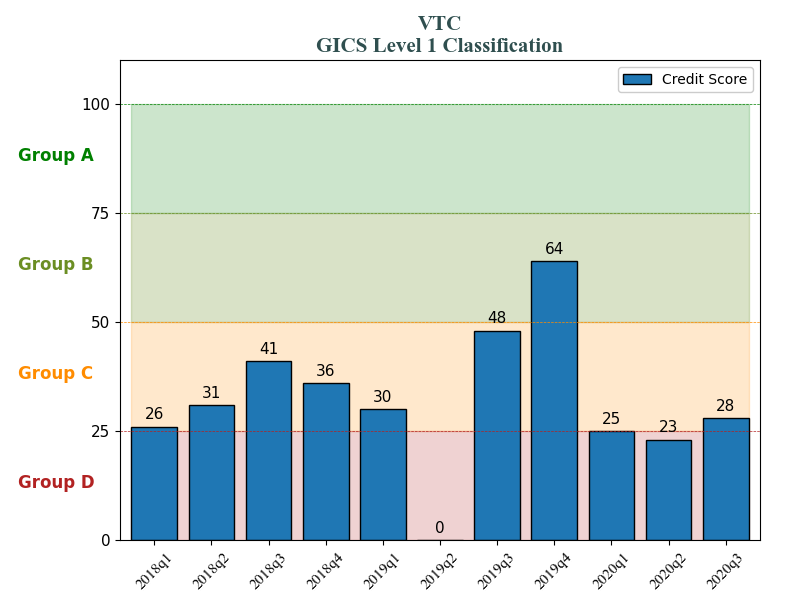 VTC
GICS Level 1 Classification
Credit Score
100
Group A
75
Group B
64
50
48
41
Group C
36
31
30
28
26
25
25
23
Group D
0
0
2018q1 2018q2 2018q3 2018q4 2019q1 2019q2 2019q3 2019q4 2020q1 2020q2 2020q3